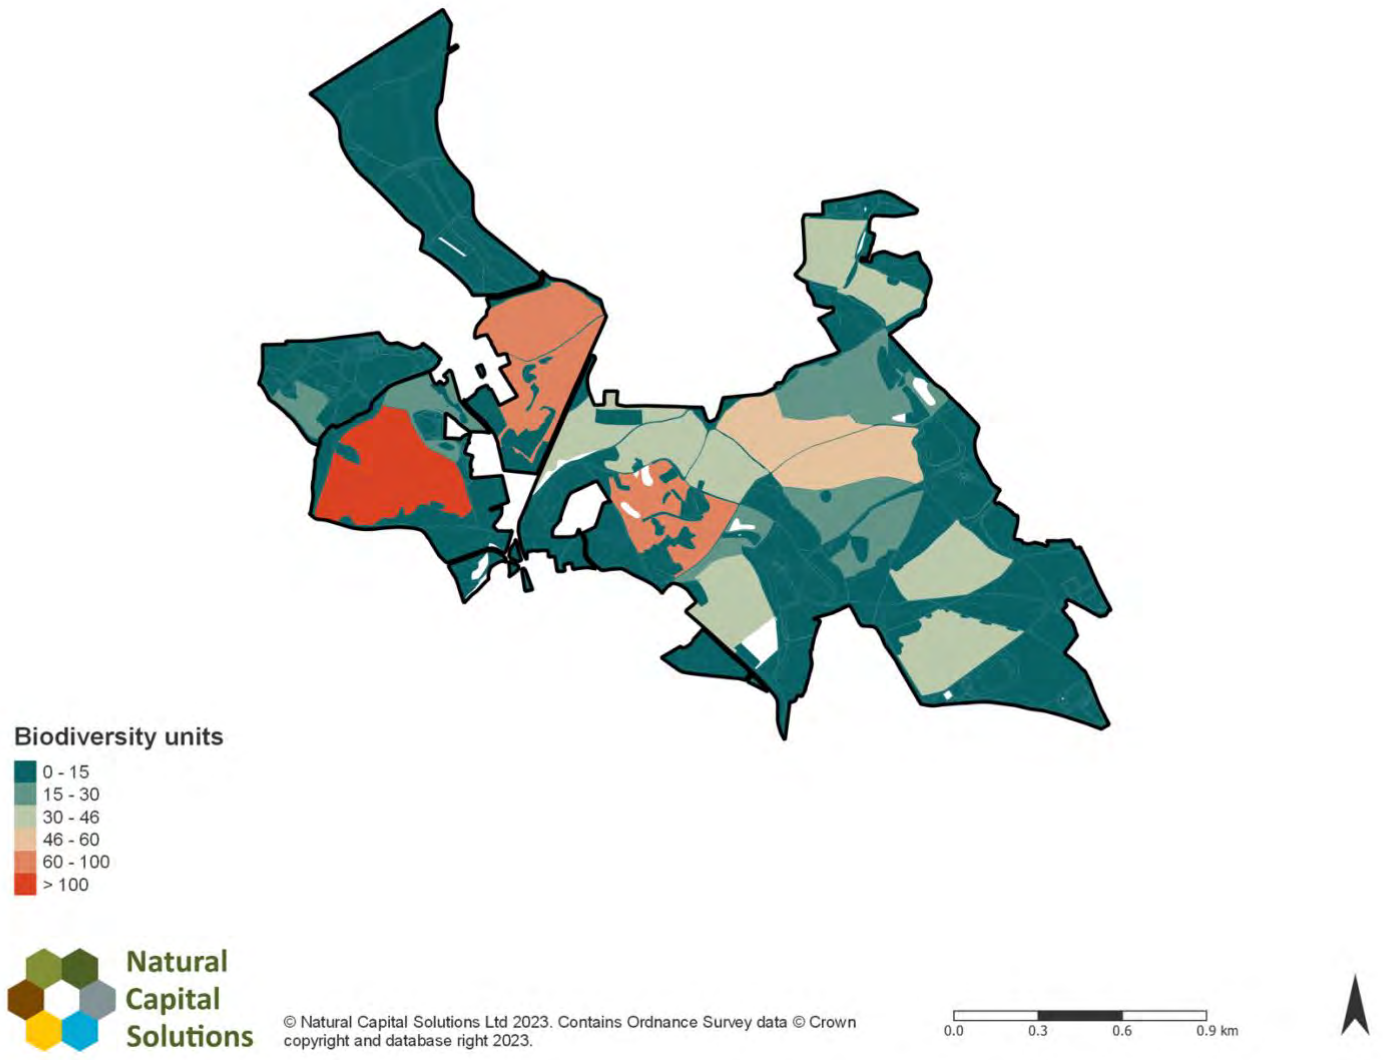 Biodiversity units
0 - 15
15 - 30
30 - 46
46 - 60
60 - 100
> 100
Natural
Capital
Solutions
© Natural Capital Solutions Ltd 2023. Contains Ordnance Survey data © Crown
copyright and database right 2023.
0.0 0.3 0.6 0.9 km